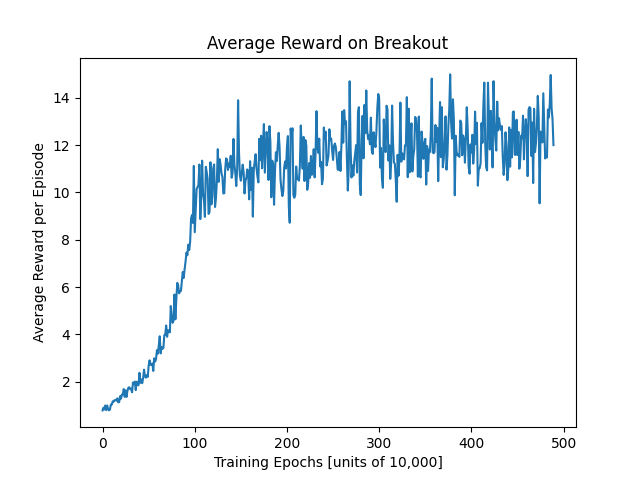 Average Reward on Breakout
Average Reward per Episode
14
12
10
8
6
4
2
0 100 200 300 400 500
Training Epochs [units of 10,000]